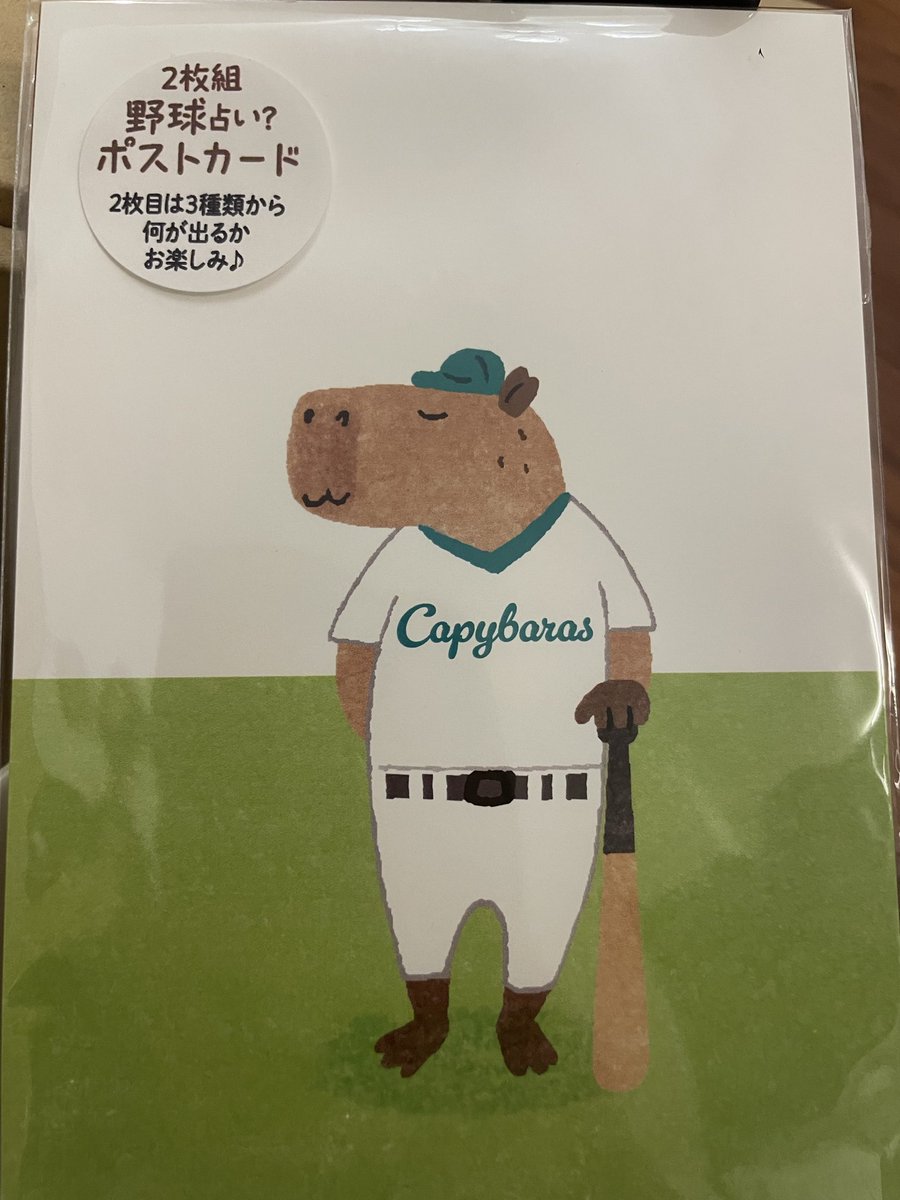 2枚組
野球占い?
ポストカード
2枚目は3種類から
何が出るか
お楽しみ♪
Capybaras